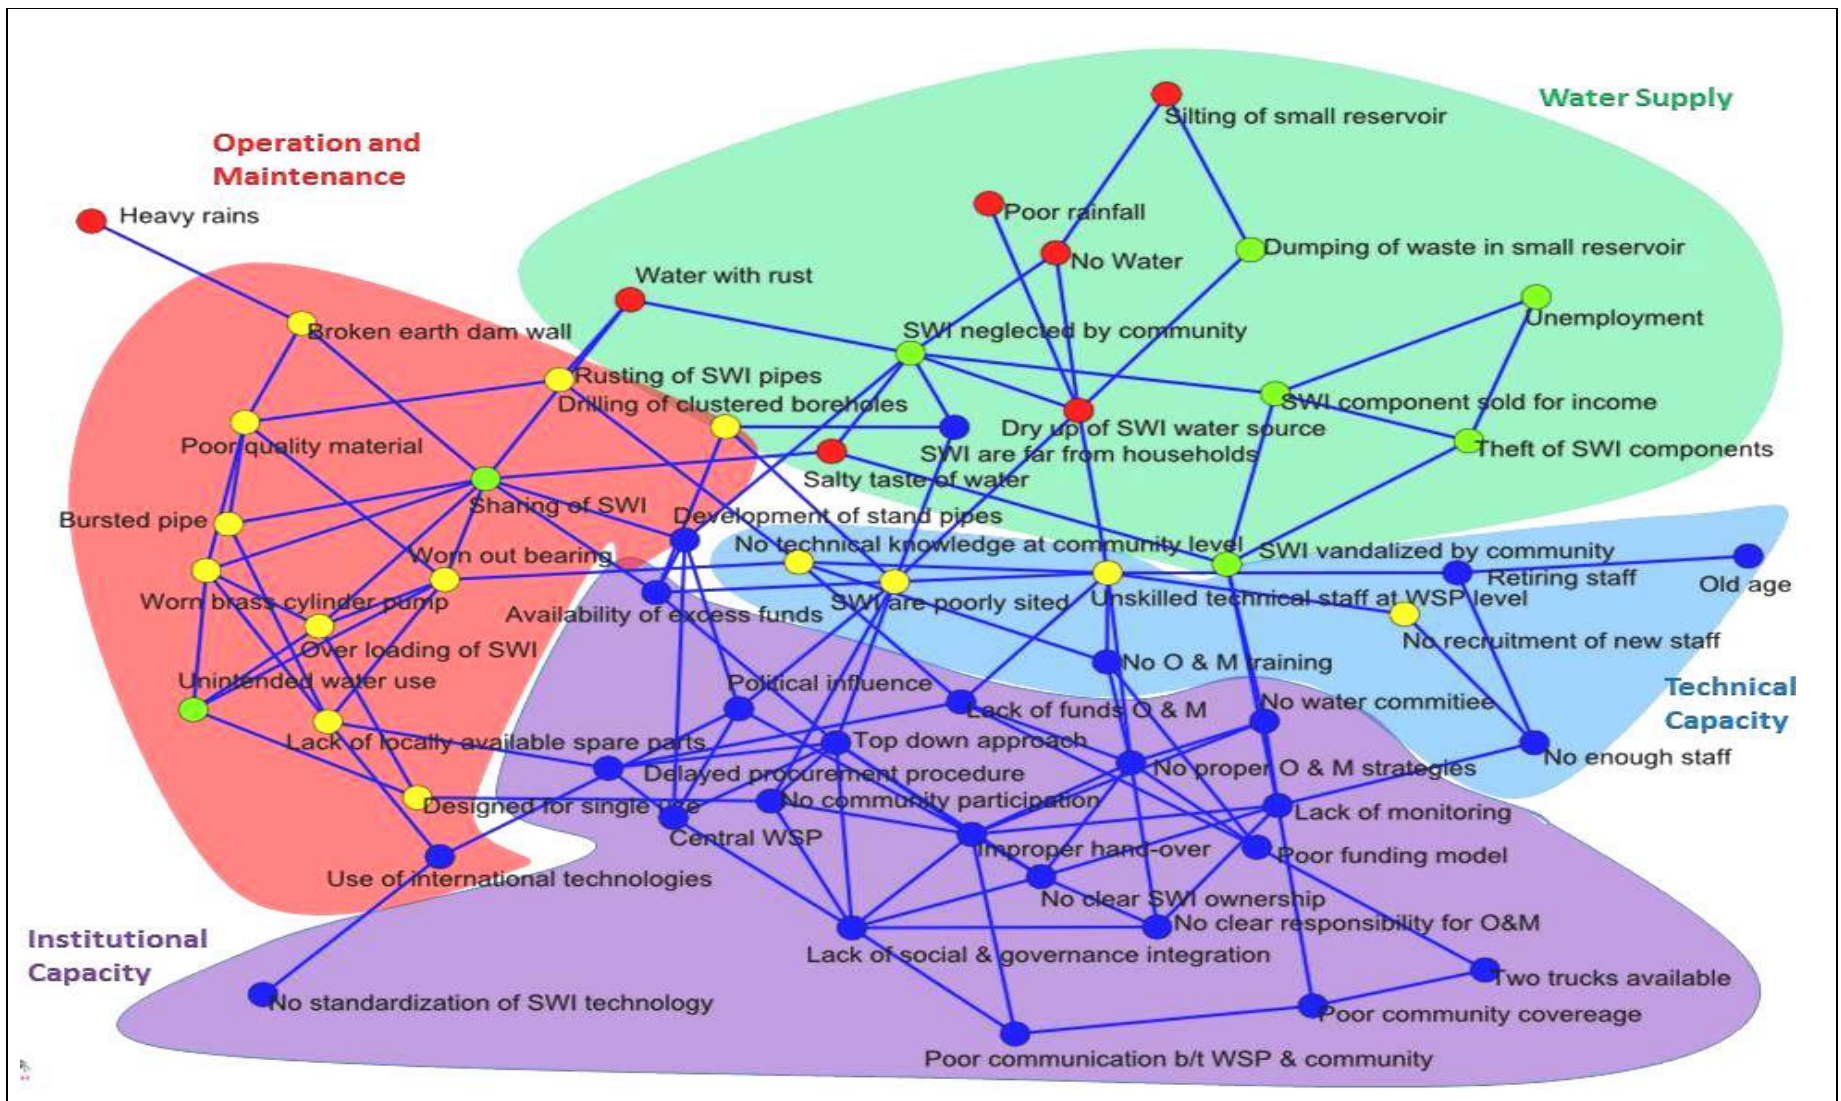 Silting of small reservoir
Water Supply
Operation and
Maintenance
Heavy rains
Poor rainfall
Dumping of waste in small reservoir
No Water
Water with rust
Unemployment
Broken earth dam wall
SWI neglected by community
Rusting of SWI pipes
Drilling of clustered boreholes
SWI component sold for income
Dry up of SWI water source
Poor quality material
SWI are far from households
Theft of SWI components
Salty taste of water
Sharing of SWI
Bursted pipe
Development of stand pipes
No technical knowledge at community level
SWI vandalized by community
Worn out bearing
Retiring staff
Old age
Worn brass cylinder pump
Availability of excess funds
SWI are poorly sited
Unskilled technical staff at WSP level
No recruitment of new staff
Over loading of SWI
No O & M training
Unintended water use
Political influence
Technical
Capacity
Lack of funds O & M
No water commitiee
Lack of locally available spare parts
Top down approach
No enough staff
Delayed procurement procedure
No proper O & M strategies
Designed for single use
No community participation
Lack of monitoring
Central WSP
Improper hand-over
Poor funding model
Use of international technologies
No clear SWI ownership
No clear responsibility for O&M
Institutional
Capacity
Lack of social & governance integration
Two trucks available
No standardization of SWI technology
Poor community covereage
Poor communication b/t WSP & community